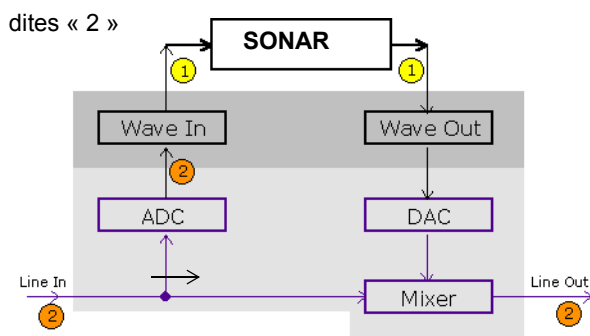 dites « 2 »
SONAR
1
1
Wave In
Wave Out
2
ADC
DAC
Line In
Line Out
Mixer
2
2